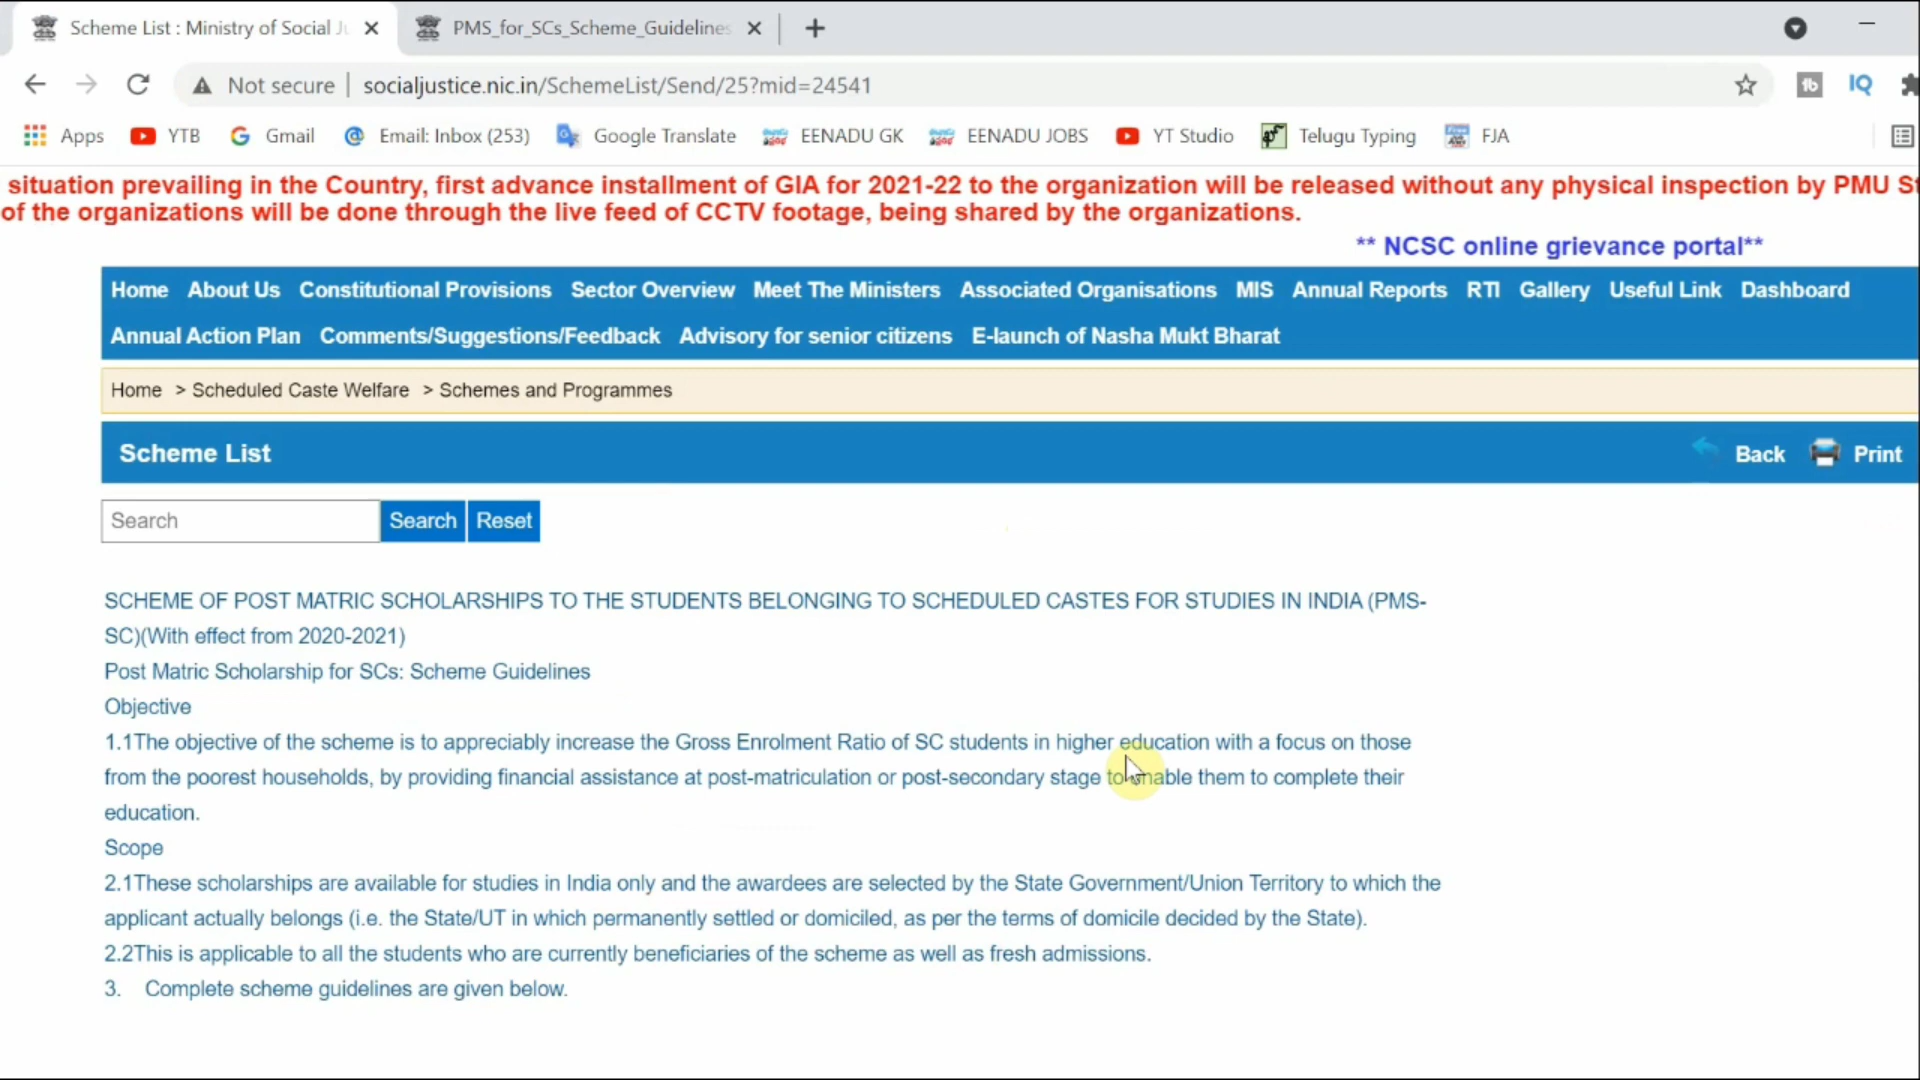 Scheme List : Ministry of Social
PMS_for_SCs_Scheme_Guidelines
Not secure
socialjustice.nic.in/SchemeList/Send/25?mid=24541
tb
IQ
Apps
YTB
Gmail
Email: Inbox (253)
Google Translate
EENADU GK
EENADU JOBS
YT Studio
Telugu Typing
FJA
situation prevailing in the Country, first advance installment of GIA for 2021-22 to the organization will be released without any physical inspection by PMU
of the organizations will be done through the live feed of CCTV footage, being shared by the organizations.
** NCSC online grievance portal**
Home About Us Constitutional Provisions Sector Overview Meet The Ministers Associated Organisations MIS Annual Reports RTI Gallery Useful Link Dashboard
Annual Action Plan Comments/Suggestions/Feedback Advisory for senior citizens E-launch of Nasha Mukt Bharat
Home > Scheduled Caste Welfare > Schemes and Programmes
Scheme List
Back
Print
Search
Search
Reset
SCHEME OF POST MATRIC SCHOLARSHIPS TO THE STUDENTS BELONGING TO SCHEDULED CASTES FOR STUDIES IN INDIA (PMS-
SC)(With effect from 2020-2021)
Post Matric Scholarship for SCs: Scheme Guidelines
Objective
1.1The objective of the scheme is to appreciably increase the Gross Enrolment Ratio of SC students in higher education with a focus on those
from the poorest households, by providing financial assistance at post-matriculation or post-secondary stage to enable them to complete their
education.
Scope
2.1These scholarships are available for studies in India only and the awardees are selected by the State Government/Union Territory to which the
applicant actually belongs (i.e. the State/UT in which permanently settled or domiciled, as per the terms of domicile decided by the State).
2.2This is applicable to all the students who are currently beneficiaries of the scheme as well as fresh admissions.
3. Complete scheme guidelines are given below.